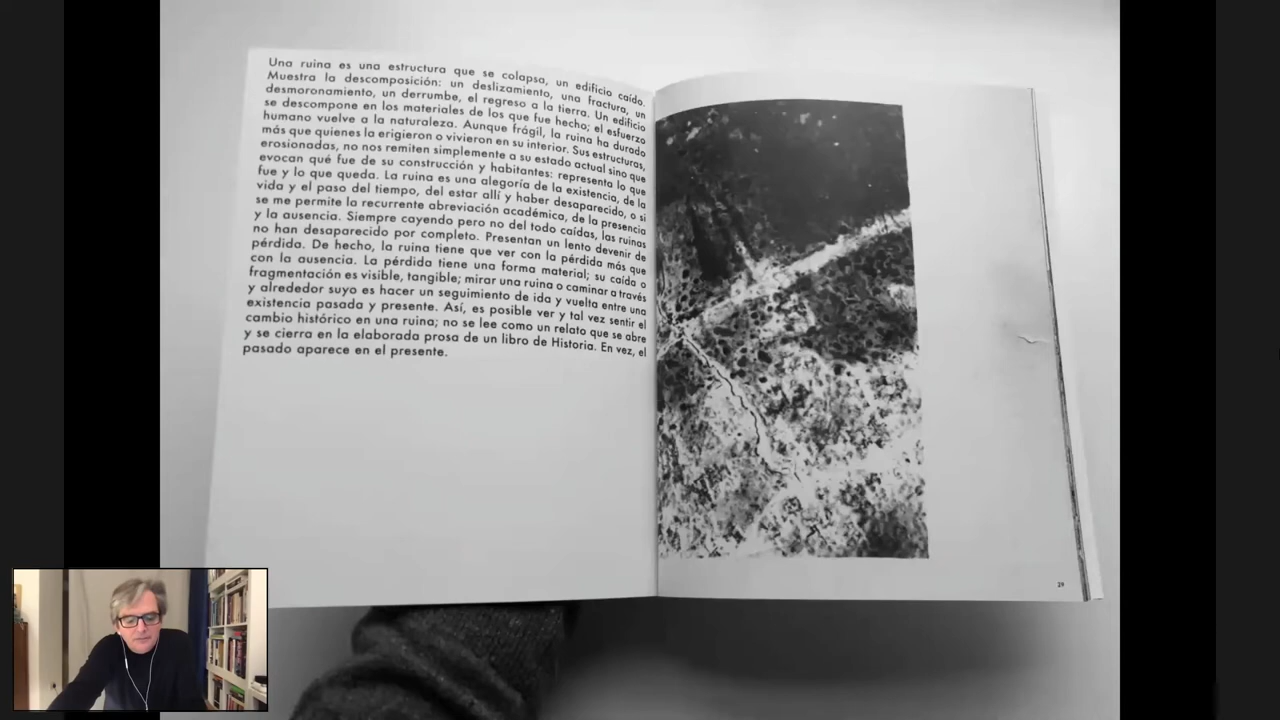 Una ruina es una estructura que se colapsa, un edificio caído.
Muestra la descomposición: un deslizamiento, una fractura, un
desmoronamiento, un derrumbe, el regreso a la tierra. Un edificio
se descompone en los materiales de los que fue hecho; el esfuerzo
humano vuelve a la naturaleza. Aunque frágil, la ruina ha durado
más que quienes la erigieron o vivieron en su interior. Sus estructuras,
erosionadas, no nos remiten simplemente a su estado actual sino que
evocan qué fue de su construcción y habitantes: representa lo que
fue y lo que queda. La ruina es una alegoría de la existencia, de la
vida y el paso del tiempo, del estar allí y haber desaparecido, o si
se me permite la recurrente abreviación académica, de la presencia
y la ausencia. Siempre cayendo pero no del todo caídas, las ruinas
no han desaparecido por completo. Presentan un lento devenir de
pérdida. De hecho, la ruina tiene que ver con la pérdida más que
con la ausencia. La pérdida tiene una forma material; su caída o
fragmentación es visible, tangible; mirar una ruina o caminar a través
y alrededor suyo es hacer un seguimiento de ida y vuelta entre una
existencia pasada y presente. Así, es posible ver y tal vez sentir el
cambio histórico en una ruina; no se lee como un relato que se abre
y se cierra en la elaborada prosa de un libro de Historia. En vez, el
pasado aparece en el presente.
29